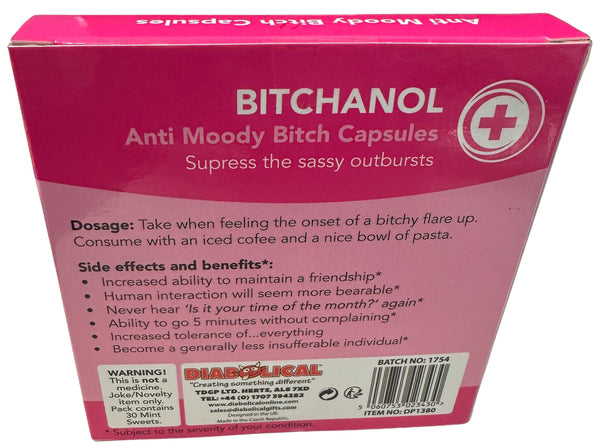 Anti Moody Bitch Capsules
BITCHANOL
Anti Moody Bitch Capsules
Supress the sassy outbursts
Dosage: Take when feeling the onset of a bitchy flare up.
Consume with an iced cofee and a nice bowl of pasta.
Side effects and benefits*:
• Increased ability to maintain a friendship*
• Human interaction will seem more bearable*
• Never hear ‘Is it your time of the month?’ again*
• Ability to go 5 minutes without complaining*
• Increased tolerance of...everything
• Become a generally less insufferable individual*
WARNING!
This is not a
medicine.
Joke/Novelty
item only.
Pack contains
30 Mint
Sweets.
DIABOLICAL
"Creating something different"
TDGP LTD. HERTS, AL8 7XD
TEL: +44 (0) 1707 394382
www.diabolicalonline.com
sales@diabolicalgifts.com
Designed in the UK.
Made in the Czech Republic.
BATCH NO: 1754
5 060753 023430 >
ITEM NO: DP1380
* Subject to the severity of your condition.